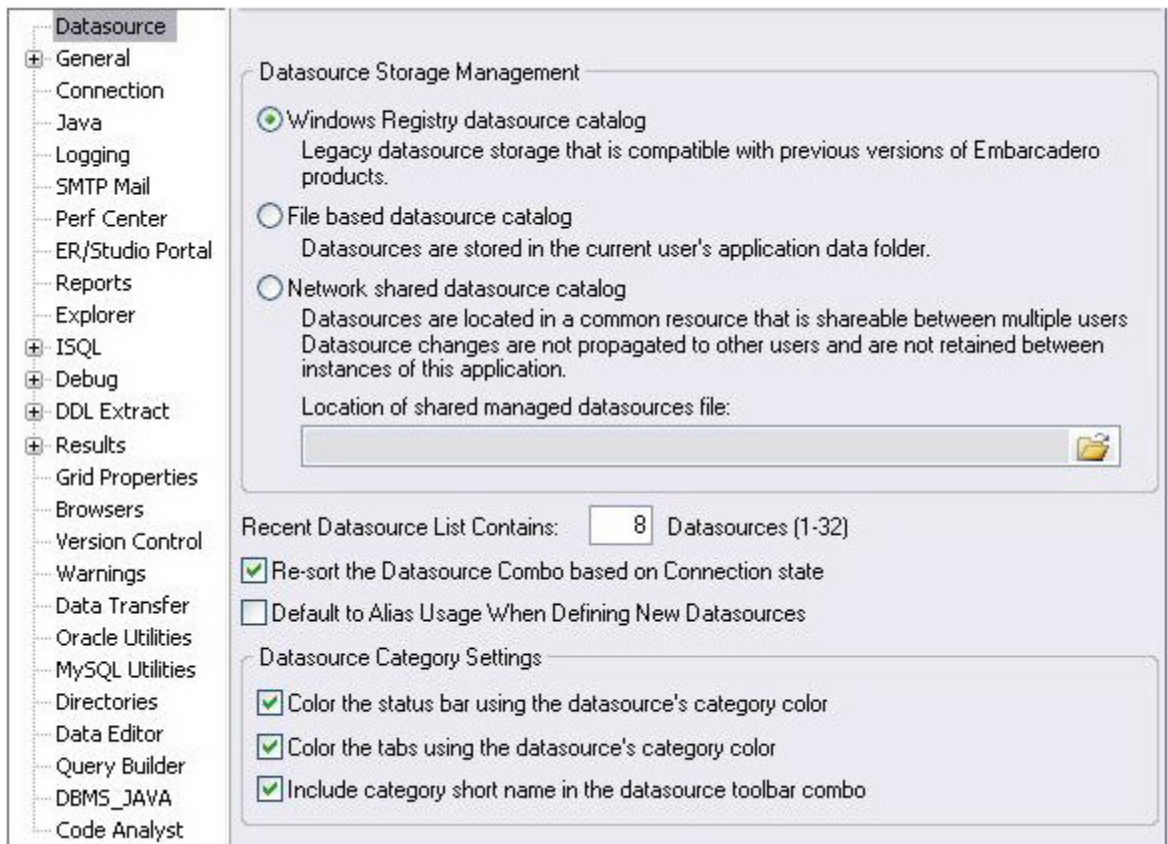 Datasource
General
Connection
Java
Logging
SMTP Mail
Perf Center
ER/Studio Portal
Reports
Explorer
ISQL
Debug
DDL Extract
Results
Grid Properties
Browsers
Version Control
Warnings
Data Transfer
Oracle Utilities
MySQL Utilities
Directories
Data Editor
Query Builder
DBMS_JAVA
Code Analyst
Datasource Storage Management
Windows Registry datasource catalog
Legacy datasource storage that is compatible with previous versions of Embarcadero
products.
File based datasource catalog
Datasources are stored in the current user's application data folder.
Network shared datasource catalog
Datasources are located in a common resource that is shareable between multiple users
Datasource changes are not propagated to other users and are not retained between
instances of this application.
Location of shared managed datasources file:
Recent Datasource List Contains: 8 Datasources (1-32)
Re-sort the Datasource Combo based on Connection state
Default to Alias Usage When Defining New Datasources
Datasource Category Settings
Color the status bar using the datasource's category color
Color the tabs using the datasource's category color
Include category short name in the datasource toolbar combo